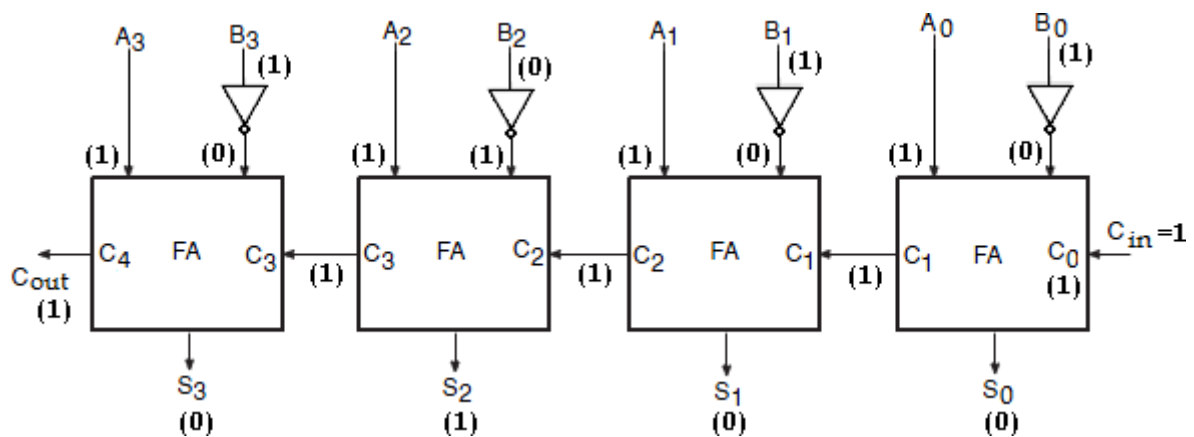 A3 B3 A2 B2 A1 B1 A0 B0
(1) (0) (1) (1)
(1) (0) (1) (1) (1) (0) (1) (0)
C4 FA C3 C3 FA C2 C2 FA C1 C1 FA C0 Cin=1
Cout (1) (1) (1) (1)
(1)
S3 S2 S1 S0
(0) (1) (0) (0)